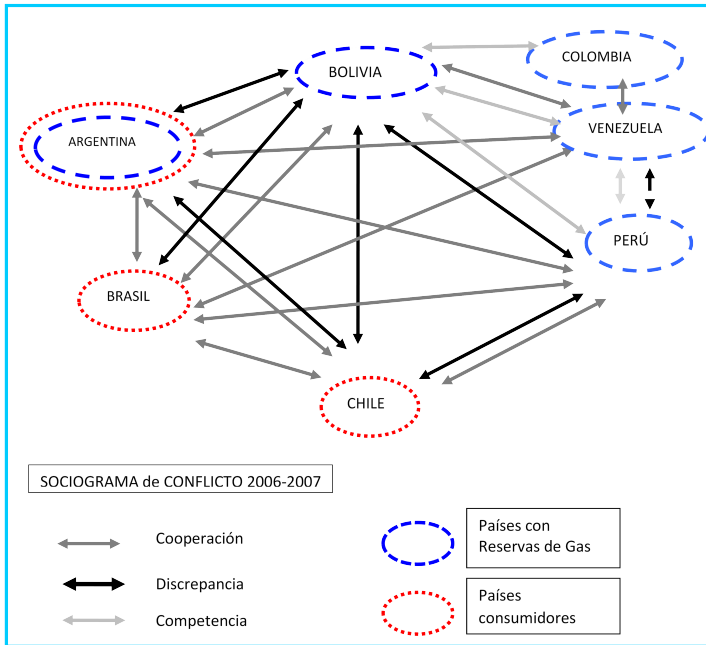 COLOMBIA
BOLIVIA
VENEZUELA
ARGENTINA
PERÚ
BRASIL
CHILE
SOCIOGRAMA de CONFLICTO 2006-2007
Cooperación
Discrepancia
Competencia
Países con
Reservas de Gas
Países
consumidores